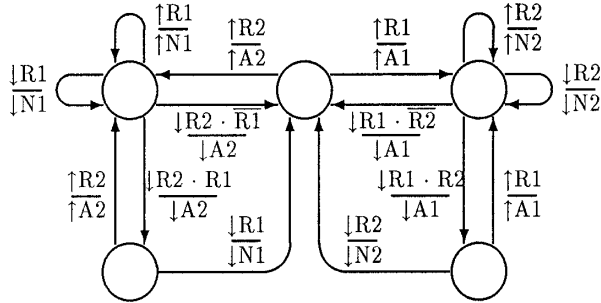 ↑R1
↑N1
↑R2
↑N2
↑R2
↑A2
↑R1
↑A1
↓R1
↓N1
↓R2
↓N2
↓R2 · R̅1̅
↓A2
↓R1 · R̅2̅
↓A1
↑R2
↑A2
↓R2 · R1
↓A2
↓R1 · R2
↓A1
↑R1
↑A1
↓R1
↓N1
↓R2
↓N2